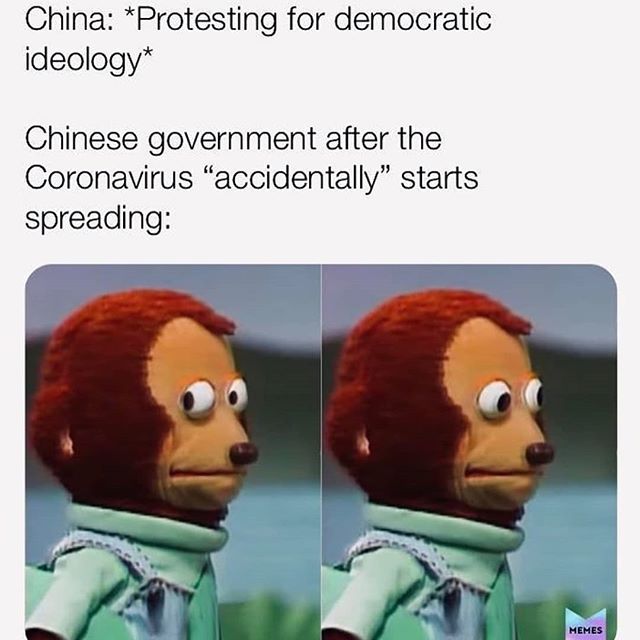 China: *Protesting for democratic
ideology*
Chinese government after the
Coronavirus “accidentally” starts
spreading:
MEMES